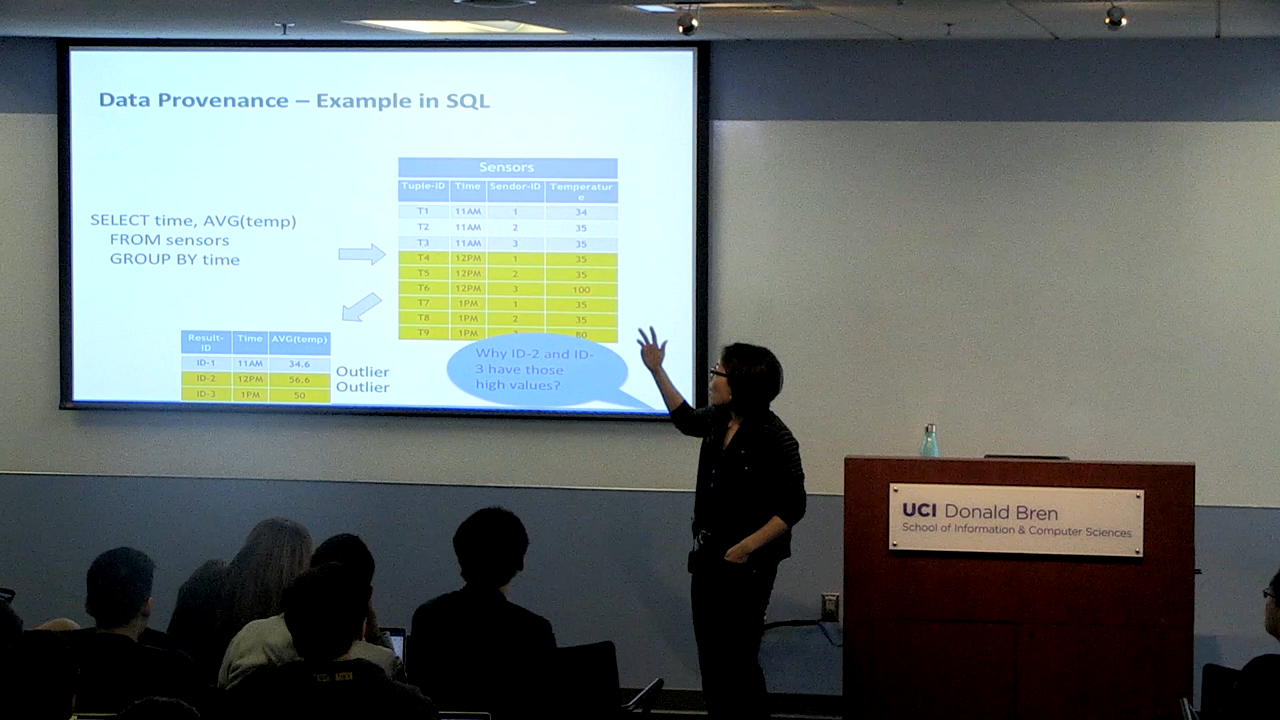 Data Provenance – Example in SQL
SELECT time, AVG(temp)
FROM sensors
GROUP BY time
Sensors
Tuple-ID Time Sendor-ID Temperatur
e
T1 11AM 1 34
T2 11AM 2 35
T3 11AM 3 35
T4 12PM 1 35
T5 12PM 2 35
T6 12PM 3 100
T7 1PM 1 35
T8 1PM 2 35
T9 1PM 80
Result-
ID Time AVG(temp)
ID-1 11AM 34.6
ID-2 12PM 56.6
ID-3 1PM 50
Outlier
Outlier
Why ID-2 and ID-
3 have those
high values?
UCI Donald Bren
School of Information & Computer Sciences